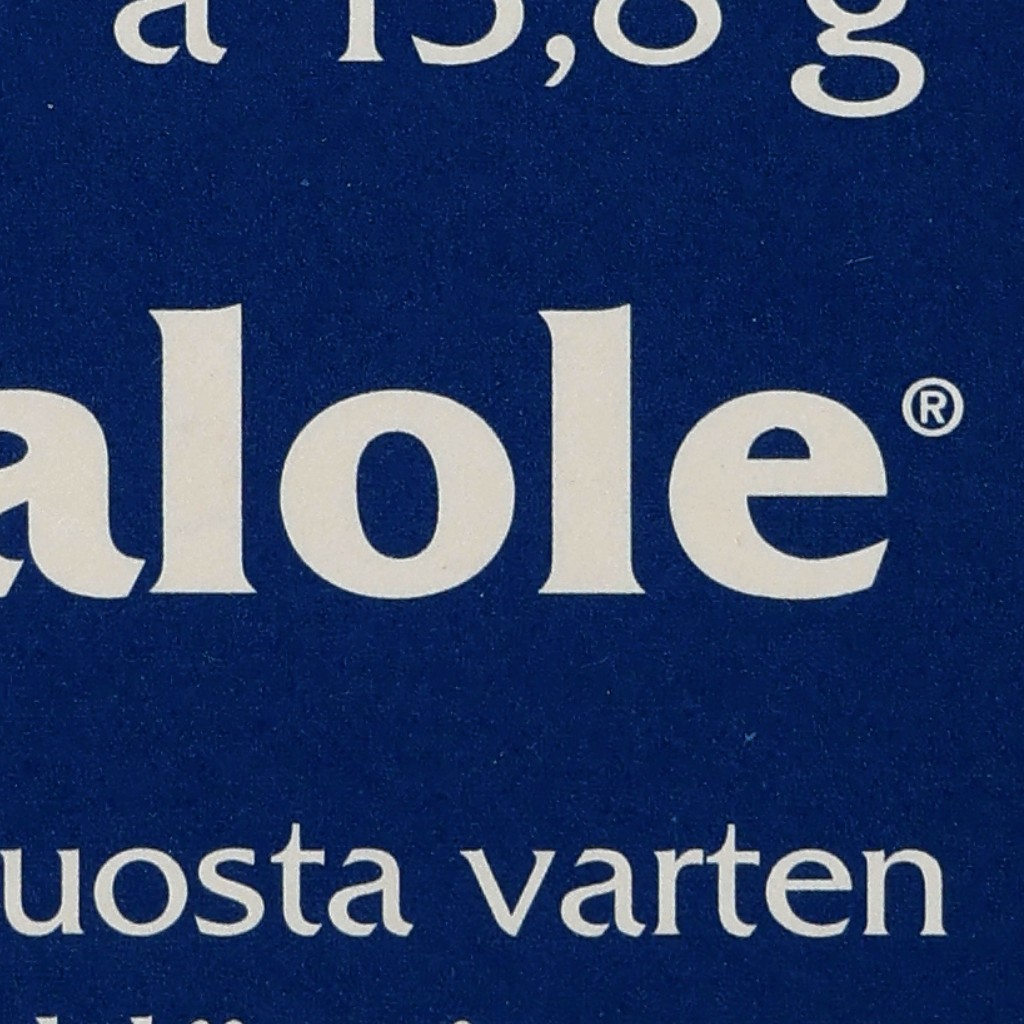 à 13,8 g
alole®
uosta varten